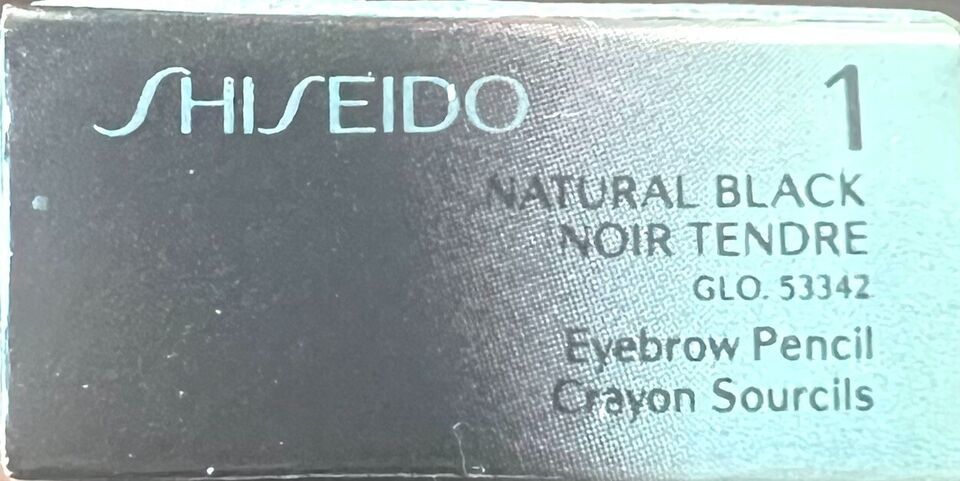 SHISEIDO
1
NATURAL BLACK
NOIR TENDRE
GLO. 53342
Eyebrow Pencil
Crayon Sourcils